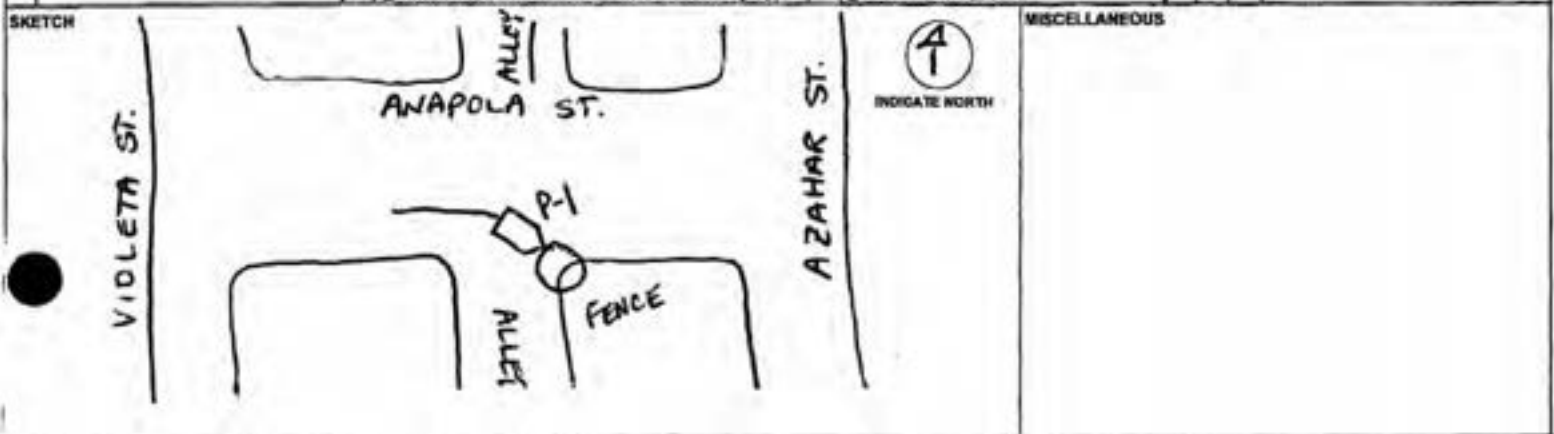 SKETCH
MISCELLANEOUS
ALLEY
ANAPOLA ST.
INDICATE NORTH
VIOLETA ST.
AZAHAR ST.
P-1
FENCE
ALLEY